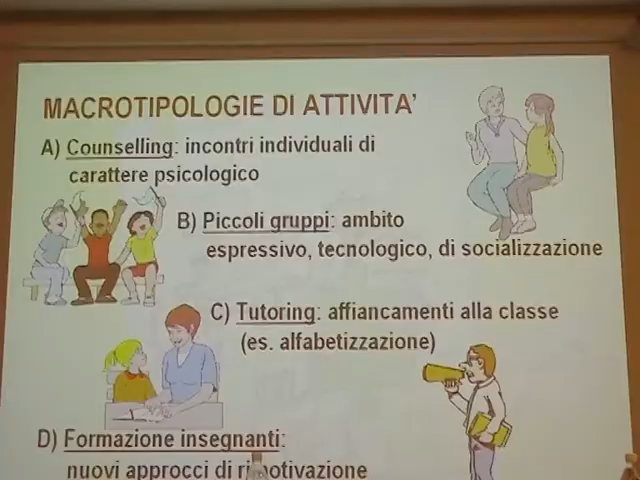 MACROTIPOLOGIE DI ATTIVITA'
A) Counselling: incontri individuali di
carattere psicologico
B) Piccoli gruppi: ambito
espressivo, tecnologico, di socializzazione
C) Tutoring: affiancamenti alla classe
(es. alfabetizzazione)
D) Formazione insegnanti:
nuovi approcci di rimotivazione